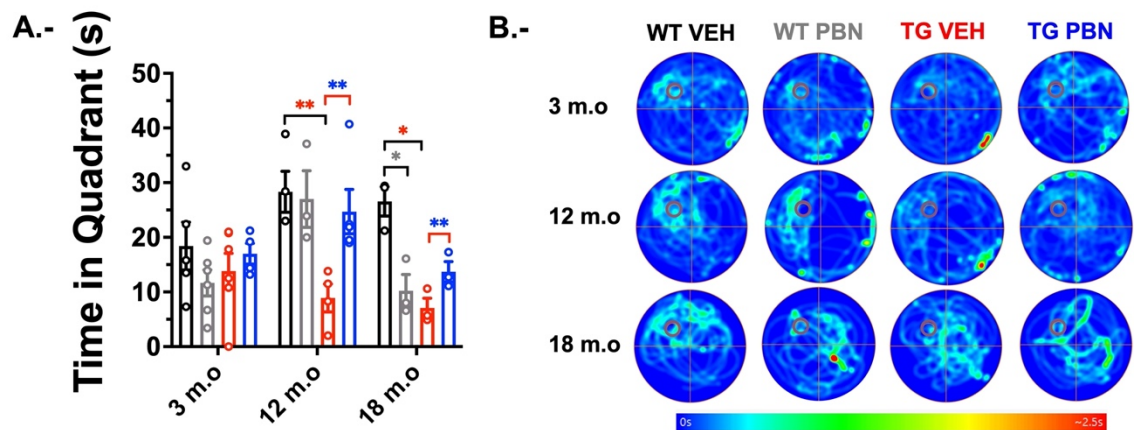 A.-
Time in Quadrant (s)
50
40
30
20
10
0
** **
* * **
3 m.o 12 m.o 18 m.o
B.-
WT VEH WT PBN TG VEH TG PBN
3 m.o
12 m.o
18 m.o
0s ~2.5s